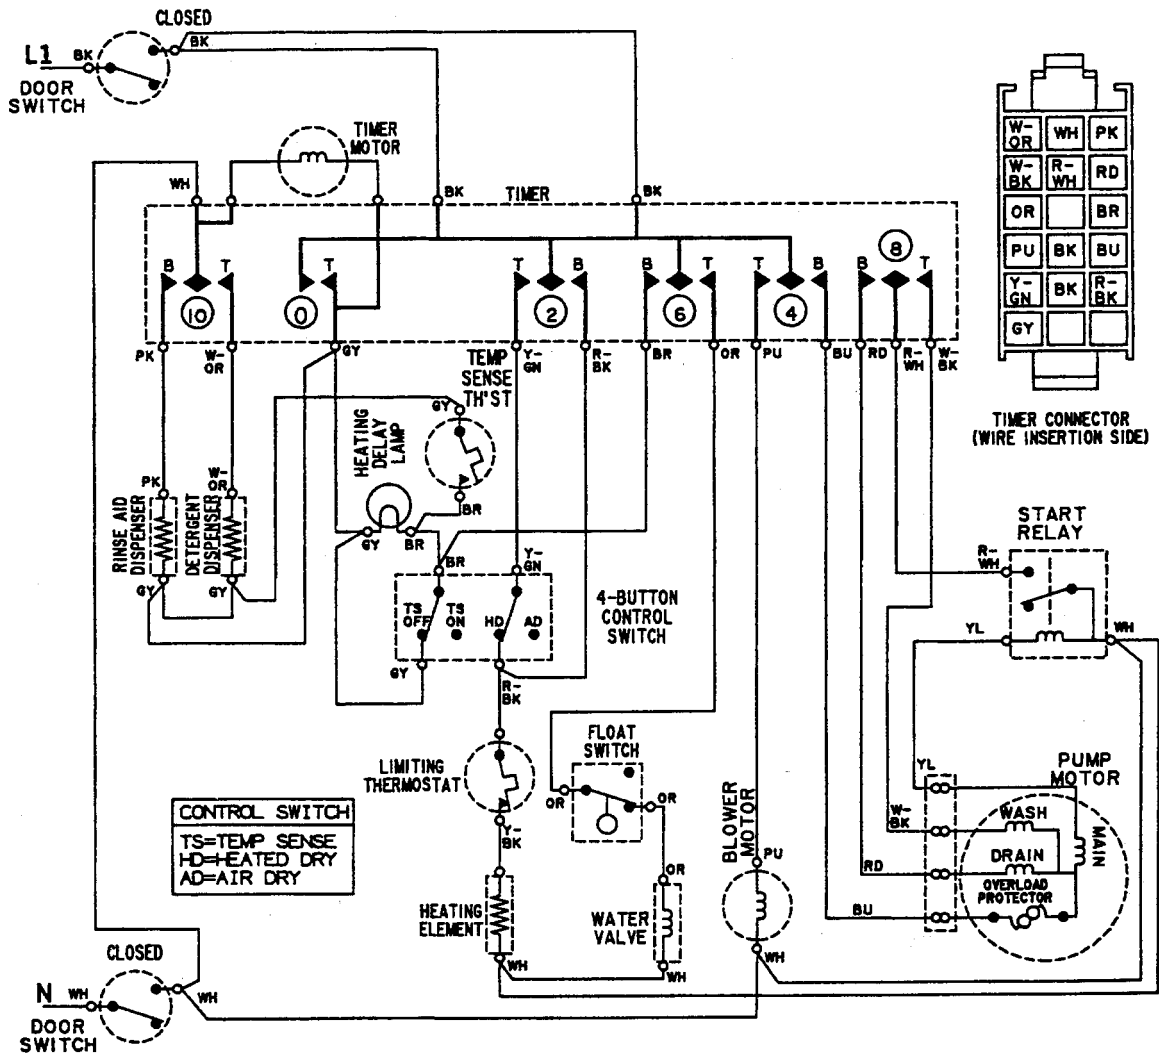 CLOSED
L1
BK
BK
DOOR
SWITCH
TIMER
MOTOR
WH
BK
TIMER
BK
B
T
10
T
0
T
B
2
B
T
6
T
B
4
B
T
8
PK
W-
OR
GY
Y-
GN
R-
BK
BR
OR
PU
BU
RD
R-
WH
W-
BK
TEMP
SENSE
TH'ST
GY
HEATING
DELAY
LAMP
BR
GY
BR
PK
W-
OR
RINSE AID
DISPENSER
DETERGENT
DISPENSER
GY
GY
BR
Y-
GN
TS
OFF
TS
ON
HD
AD
4-BUTTON
CONTROL
SWITCH
GY
R-
BK
LIMITING
THERMOSTAT
Y-
BK
HEATING
ELEMENT
WH
FLOAT
SWITCH
OR
OR
OR
WATER
VALVE
WH
BLOWER
MOTOR
PU
WH
CONTROL SWITCH
TS=TEMP SENSE
HD=HEATED DRY
AD=AIR DRY
CLOSED
N
WH
WH
DOOR
SWITCH
W-
OR
WH
PK
W-
BK
R-
WH
RD
OR
BR
PU
BK
BU
Y-
GN
BK
R-
BK
GY
TIMER CONNECTOR
(WIRE INSERTION SIDE)
START
RELAY
R-
WH
YL
WH
YL
PUMP
MOTOR
W-
BK
WASH
MAIN
RD
DRAIN
OVERLOAD
PROTECTOR
BU